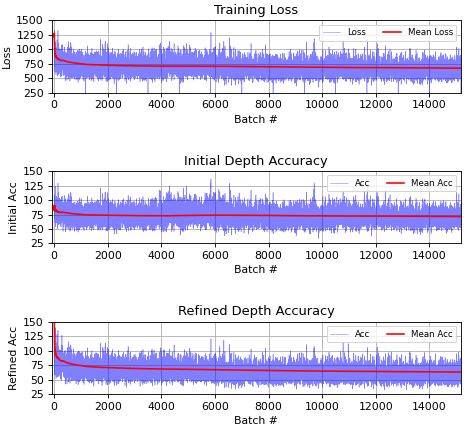 Training Loss
1500
1250
1000
750
500
250
Loss
Loss Mean Loss
0 2000 4000 6000 8000 10000 12000 14000
Batch #
Initial Depth Accuracy
150
125
100
75
50
25
Initial Acc
Acc Mean Acc
0 2000 4000 6000 8000 10000 12000 14000
Batch #
Refined Depth Accuracy
150
125
100
75
50
25
Refined Acc
Acc Mean Acc
0 2000 4000 6000 8000 10000 12000 14000
Batch #